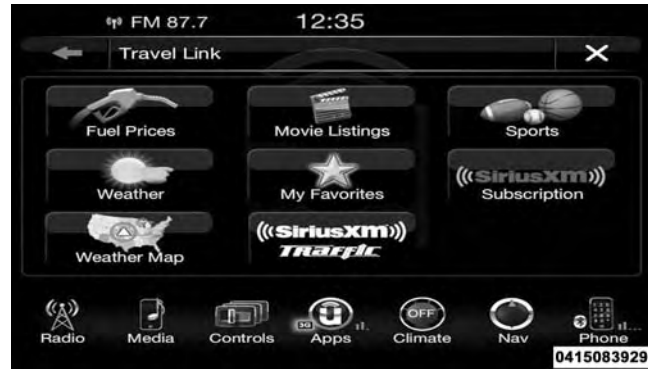 FM 87.7
12:35
Travel Link
Fuel Prices
Movie Listings
Sports
Weather
My Favorites
((SiriusXM))
Subscription
Weather Map
((SiriusXM))
Traffic
3G
OFF
Radio
Media
Controls
Apps
Climate
Nav
Phone
0415083929